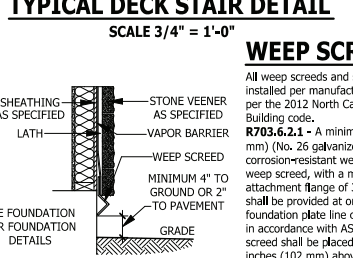 TYPICAL DECK STAIR DETAIL
SCALE 3/4" = 1'-0"
SHEATHING
AS SPECIFIED
LATH
STONE VEENER
AS SPECIFIED
VAPOR BARRIER
WEEP SCREED
MINIMUM 4" TO
GROUND OR 2"
TO PAVEMENT
GRADE
FOUNDATION
FOUNDATION
DETAILS
WEEP SCR
All weep screeds and
installed per manufact
per the 2012 North Ca
Building code.
R703.6.2.1 - A minim
mm) (No. 26 galvanize
corrosion-resistant we
weep screed, with a m
attachment flange of 3
shall be provided at or
foundation plate line o
in accordance with AS
screed shall be placed
inches (102 mm) abov